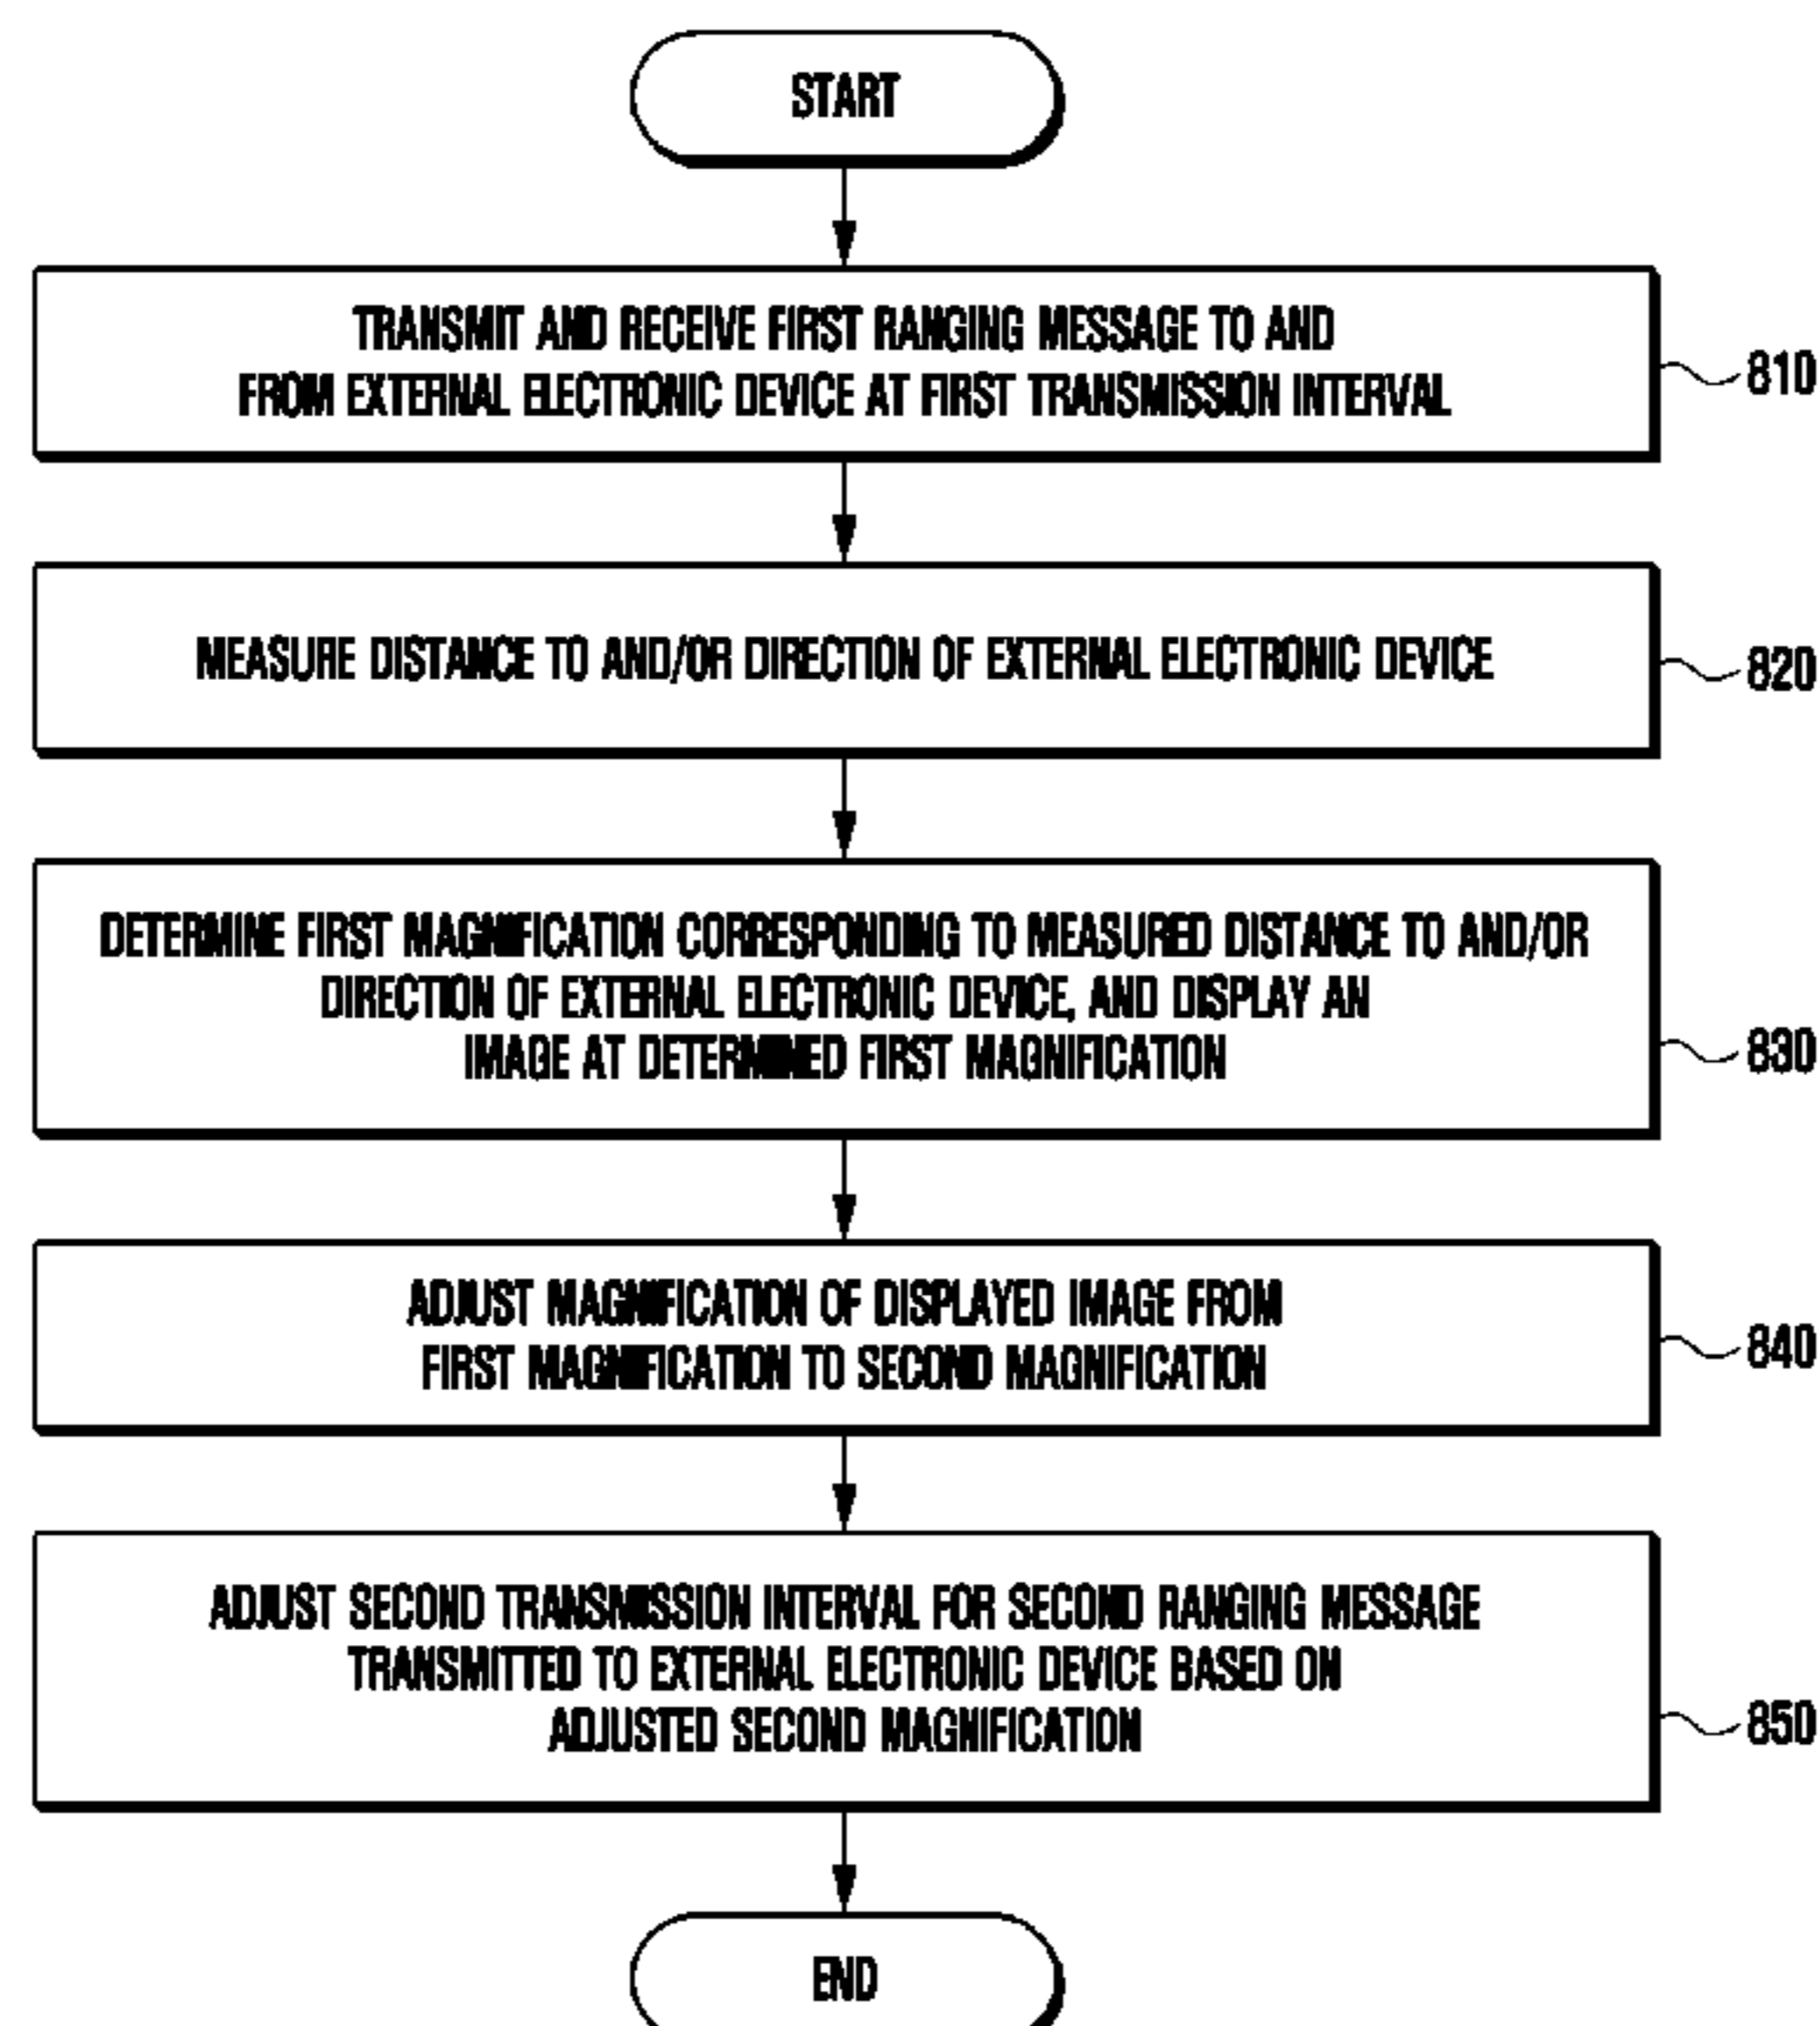 START
TRANSMIT AND RECEIVE FIRST RANGING MESSAGE TO AND
FROM EXTERNAL ELECTRONIC DEVICE AT FIRST TRANSMISSION INTERVAL
810
MEASURE DISTANCE TO AND/OR DIRECTION OF EXTERNAL ELECTRONIC DEVICE
820
DETERMINE FIRST MAGNIFICATION CORRESPONDING TO MEASURED DISTANCE TO AND/OR
DIRECTION OF EXTERNAL ELECTRONIC DEVICE, AND DISPLAY AN
IMAGE AT DETERMINED FIRST MAGNIFICATION
830
ADJUST MAGNIFICATION OF DISPLAYED IMAGE FROM
FIRST MAGNIFICATION TO SECOND MAGNIFICATION
840
ADJUST SECOND TRANSMISSION INTERVAL FOR SECOND RANGING MESSAGE
TRANSMITTED TO EXTERNAL ELECTRONIC DEVICE BASED ON
ADJUSTED SECOND MAGNIFICATION
850
END